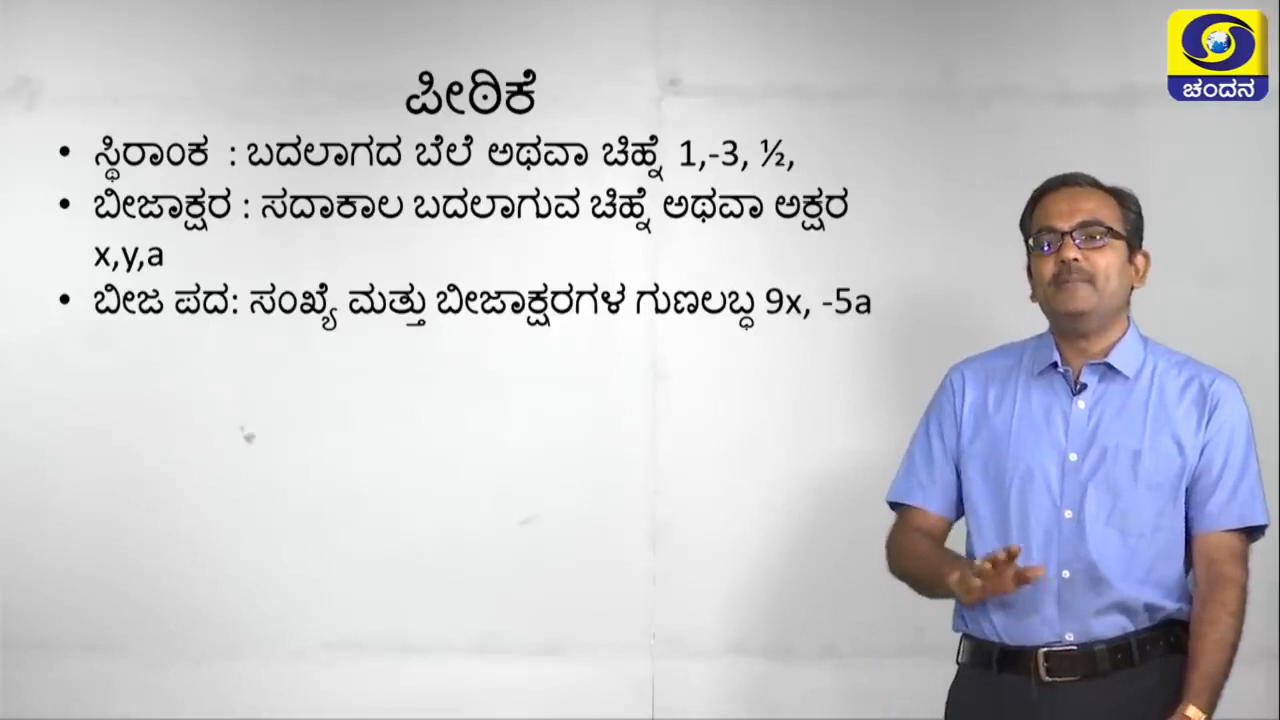 ಚಂದನ
ಪೀಠಿಕೆ
• ಸ್ಥಿರಾಂಕ : ಬದಲಾಗದ ಬೆಲೆ ಅಥವಾ ಚಿಹ್ನೆ 1,-3, ½,
• ಬೀಜಾಕ್ಷರ : ಸದಾಕಾಲ ಬದಲಾಗುವ ಚಿಹ್ನೆ ಅಥವಾ ಅಕ್ಷರ
x,y,a
• ಬೀಜ ಪದ: ಸಂಖ್ಯೆ ಮತ್ತು ಬೀಜಾಕ್ಷರಗಳ ಗುಣಲಬ್ಧ 9x, -5a